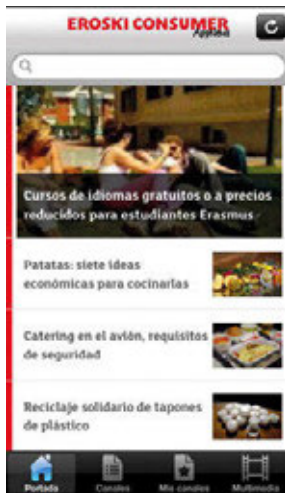 EROSKI CONSUMER
Cursos de idiomas gratuitos o a precios
reducidos para estudiantes Erasmus
Patatas: siete ideas
económicas para cocinarlas
Catering en el avión, requisitos
de seguridad
Reciclaje solidario de tapones
de plástico
Portada Canales Mis canales Multimedia